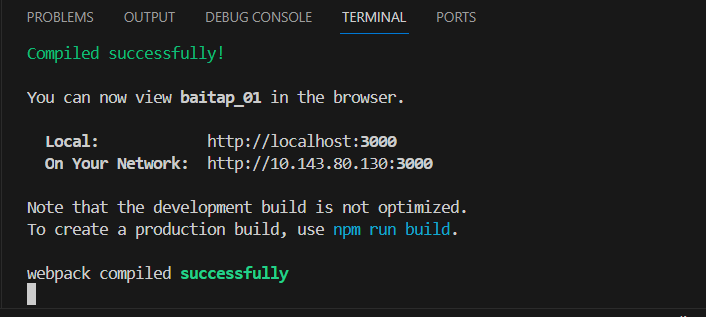 PROBLEMS OUTPUT DEBUG CONSOLE TERMINAL PORTS
Compiled successfully!
You can now view baitap_01 in the browser.
Local: http://localhost:3000
On Your Network: http://10.143.80.130:3000
Note that the development build is not optimized.
To create a production build, use npm run build.
webpack compiled successfully